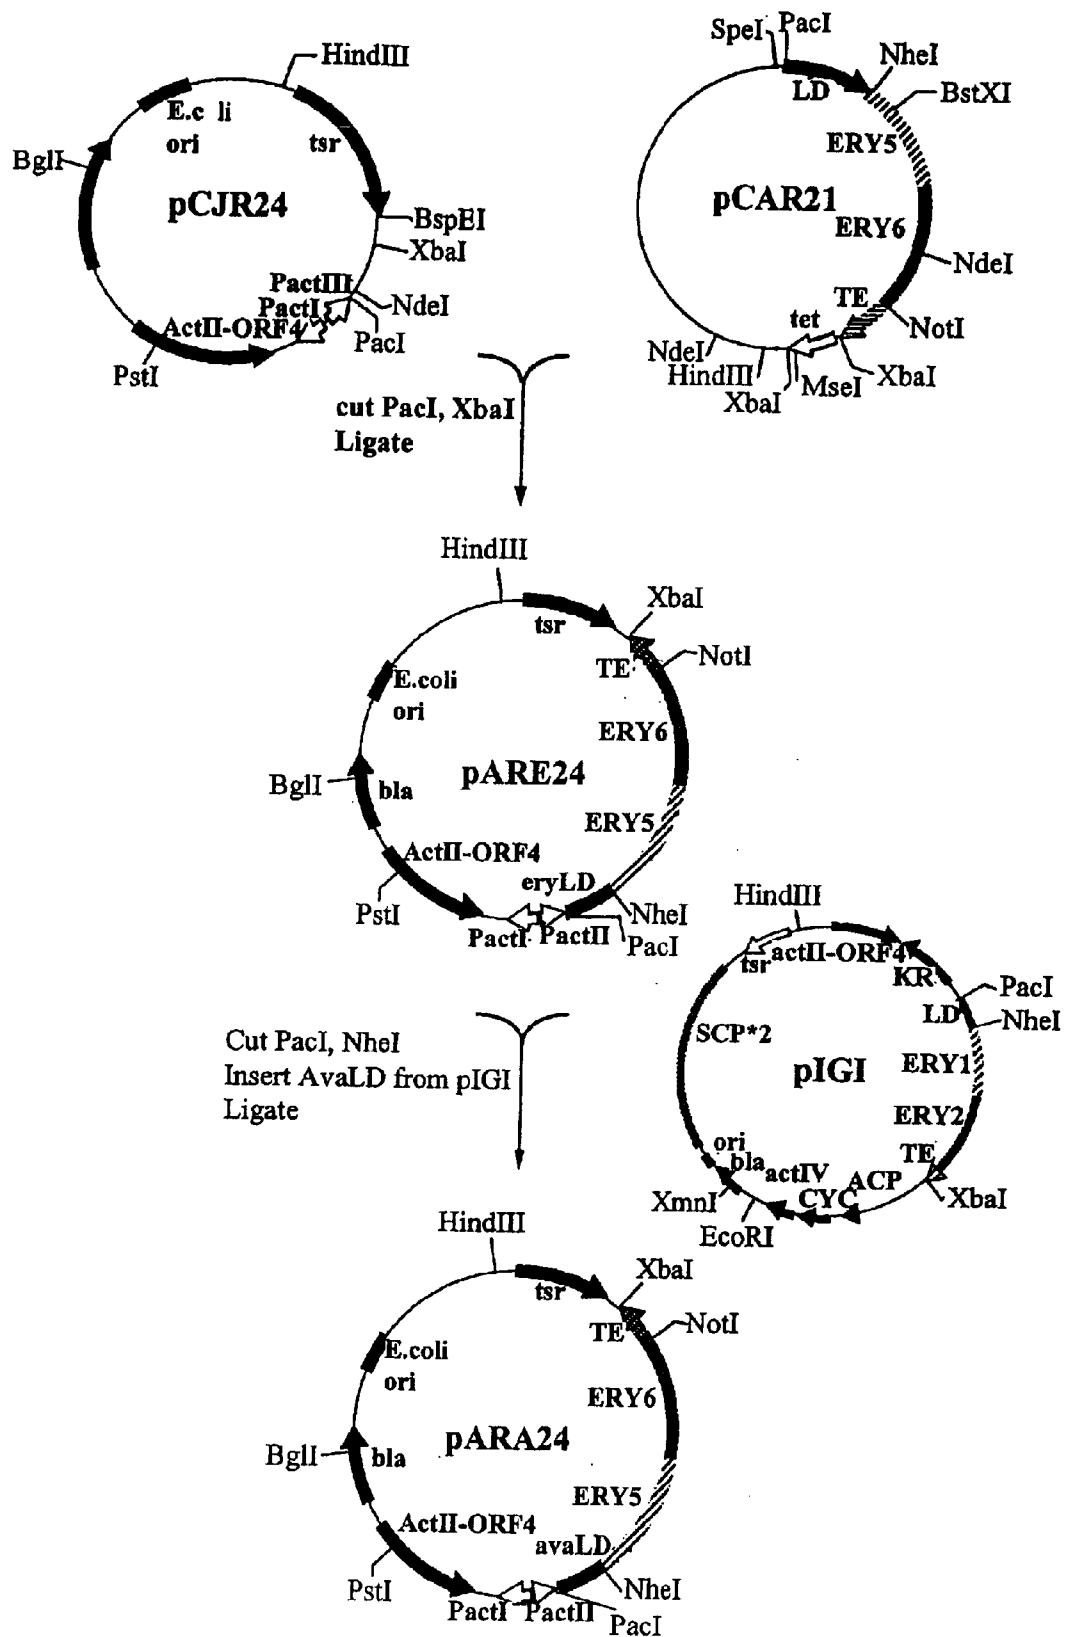 HindIII
E.c li
ori
tsr
BglI
pCJR24
BspEI
XbaI
PactIII
PactI
NdeI
ActII-ORF4
PacI
PstI
SpeI
PacI
NheI
LD
BstXI
ERY5
pCAR21
ERY6
NdeI
TE
tet
NotI
NdeI
HindIII
XbaI
MseI
XbaI
cut PacI, XbaI
Ligate
HindIII
tsr
XbaI
TE
NotI
E.coli
ori
ERY6
pARE24
BglI
bla
ERY5
ActII-ORF4
eryLD
PstI
NheI
PactI
PactII
PacI
Cut PacI, NheI
Insert AvaLD from pIGI
Ligate
HindIII
tsr
actII-ORF4
KR
PacI
LD
NheI
SCP*2
pIGI
ERY1
ERY2
ori
bla
actIV
TE
ACP
CYC
XmnI
XbaI
EcoRI
HindIII
tsr
XbaI
TE
NotI
E.coli
ori
ERY6
pARA24
BglI
bla
ERY5
ActII-ORF4
avaLD
PstI
NheI
PactI
PactII
PacI